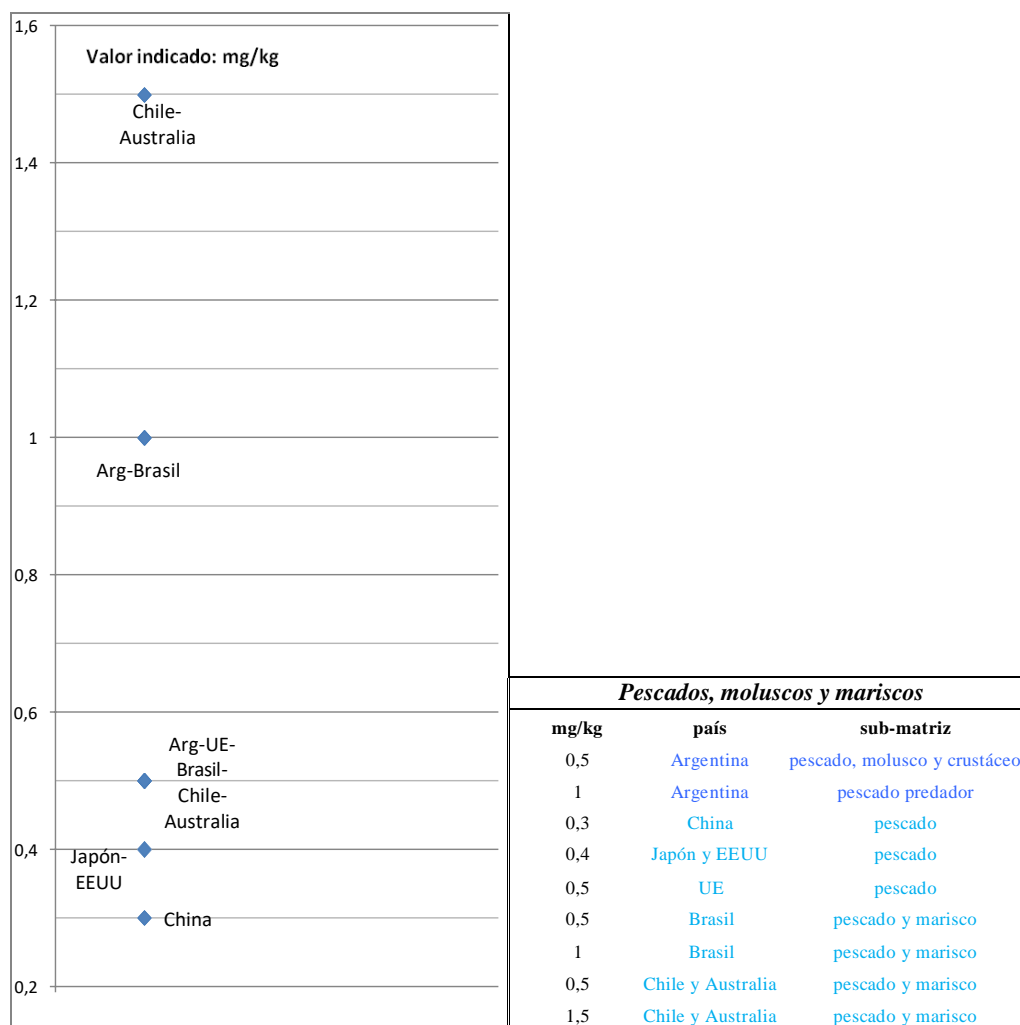 1,6
Valor indicado: mg/kg
Chile-
Australia
1,4
1,2
1
Arg-Brasil
0,8
0,6
Arg-UE-
Brasil-
Chile-
Australia
0,4
Japón-
EEUU
China
0,2
Pescados, moluscos y mariscos
mg/kg país sub-matriz
0,5 Argentina pescado, molusco y crustáceo
1 Argentina pescado predador
0,3 China pescado
0,4 Japón y EEUU pescado
0,5 UE pescado
0,5 Brasil pescado y marisco
1 Brasil pescado y marisco
0,5 Chile y Australia pescado y marisco
1,5 Chile y Australia pescado y marisco